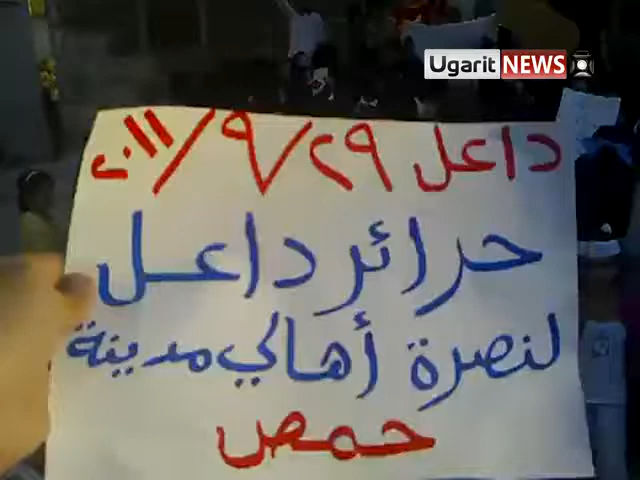 Ugarit NEWS
داعل ٢٩/٩/٢٠١١
حرائر داعل
لنصرة أهالي مدينة
حمص